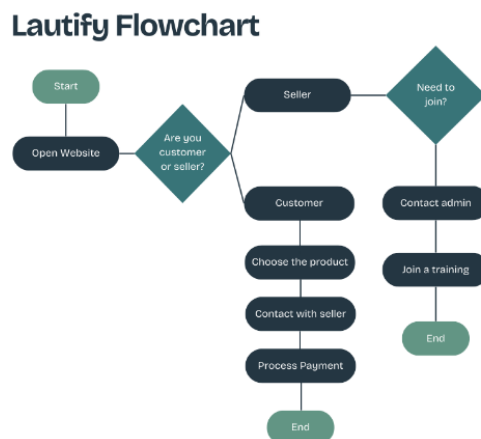 Lautify Flowchart
Start
Open Website
Are you
customer
or seller?
Seller
Need to
join?
Customer
Contact admin
Choose the product
Join a training
Contact with seller
End
Process Payment
End